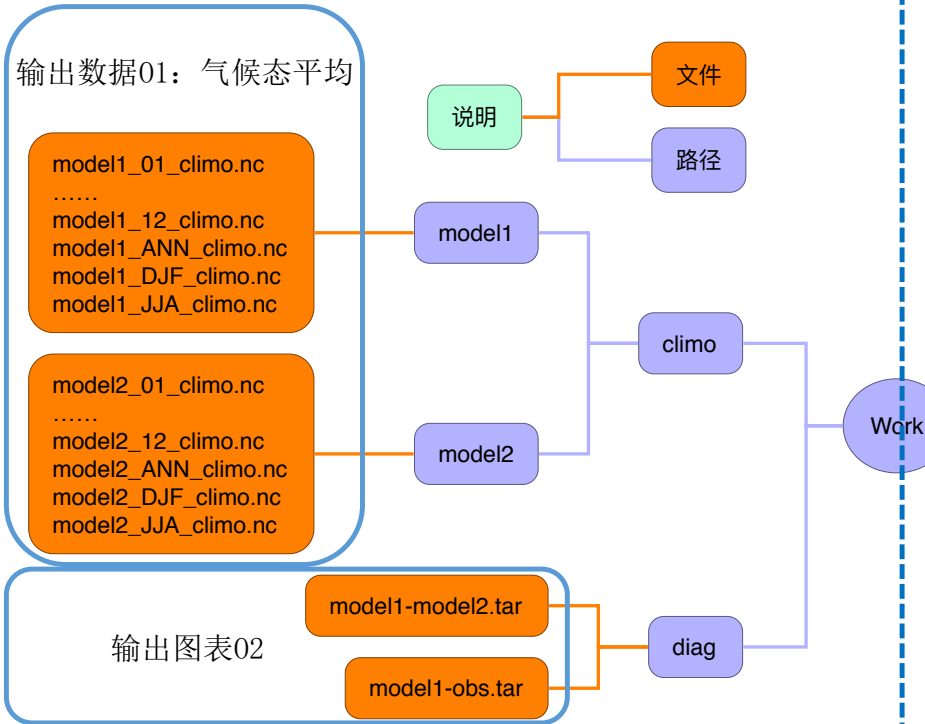 输出数据01：气候态平均
model1_01_climo.nc
……
model1_12_climo.nc
model1_ANN_climo.nc
model1_DJF_climo.nc
model1_JJA_climo.nc
model2_01_climo.nc
……
model2_12_climo.nc
model2_ANN_climo.nc
model2_DJF_climo.nc
model2_JJA_climo.nc
说明
文件
路径
model1
model2
climo
Work
输出图表02
model1-model2.tar
model1-obs.tar
diag